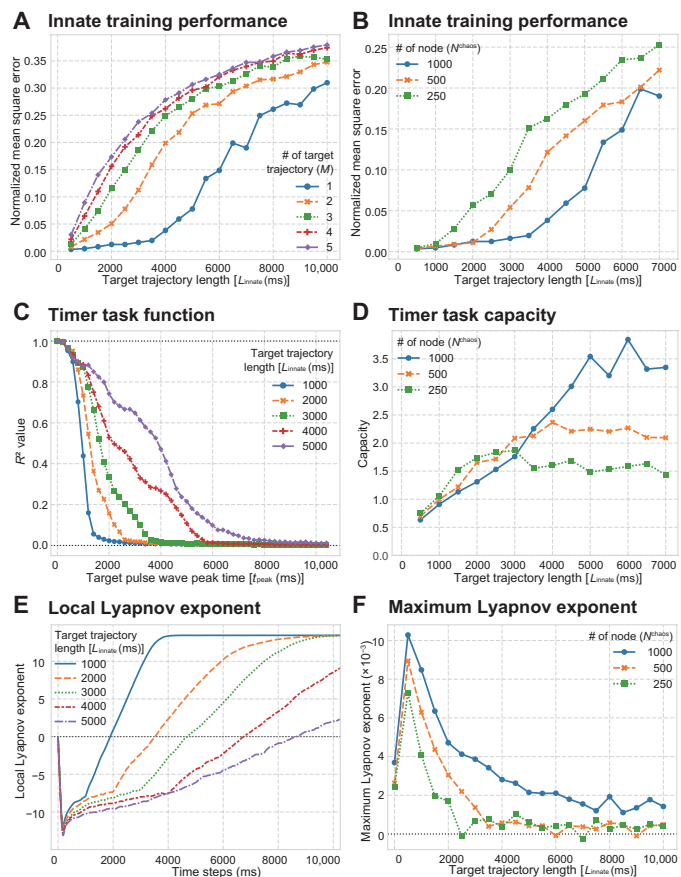 A Innate training performance
Normalized mean square error
0.35
0.30
0.25
0.20
0.15
0.10
0.05
0.00
# of target
trajectory (M)
1
2
3
4
5
0 2000 4000 6000 8000 10,000
Target trajectory length [Linnate (ms)]
B Innate training performance
Normalized mean square error
0.25
0.20
0.15
0.10
0.05
0.00
# of node (Nchaos)
1000
500
250
0 1000 2000 3000 4000 5000 6000 7000
Target trajectory length [Linnate (ms)]
C Timer task function
R² value
1.0
0.8
0.6
0.4
0.2
0.0
Target trajectory
length [Linnate (ms)]
1000
2000
3000
4000
5000
0 2000 4000 6000 8000 10,000
Target pulse wave peak time [tpeak (ms)]
D Timer task capacity
Capacity
3.5
3.0
2.5
2.0
1.5
1.0
0.5
0.0
# of node (Nchaos)
1000
500
250
0 1000 2000 3000 4000 5000 6000 7000
Target trajectory length [Linnate (ms)]
E Local Lyapnov exponent
Local Lyapnov exponent
10
5
0
−5
−10
Target trajectory
length [Linnate (ms)]
1000
2000
3000
4000
5000
0 2000 4000 6000 8000 10,000
Time steps (ms)
F Maximum Lyapnov exponent
Maximum Lyapnov exponent (×10−3)
10
8
6
4
2
0
# of node (Nchaos)
1000
500
250
0 2000 4000 6000 8000 10,000
Target trajectory length [Linnate (ms)]